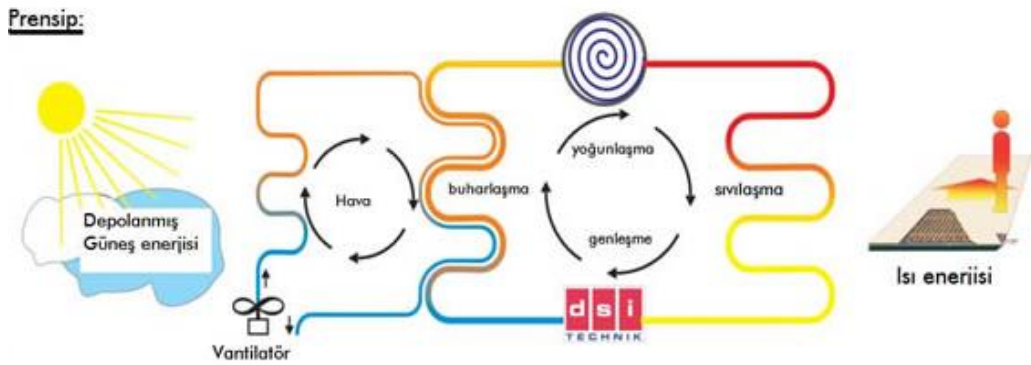 Prensip:
Depolanmış
Güneş enerjisi
Hava
Vantilatör
buharlaşma
yoğunlaşma
genleşme
sıvılaşma
dsi
TECHNIK
Isı enerjisi